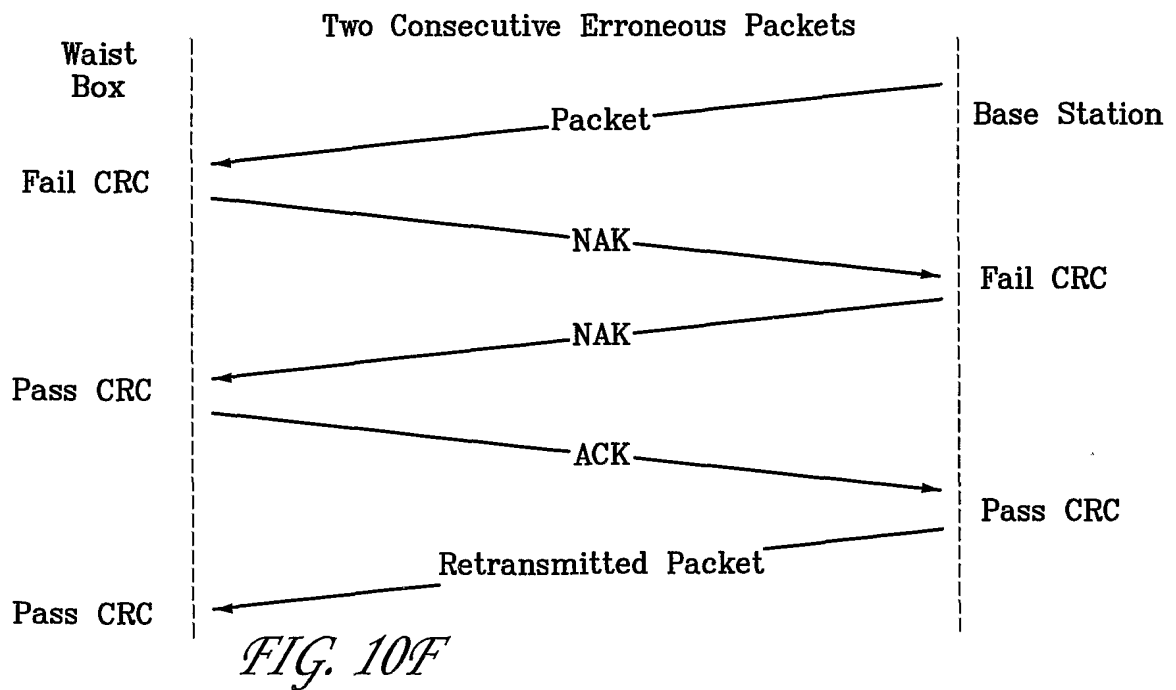 Two Consecutive Erroneous Packets
Waist
Box
Packet
Base Station
Fail CRC
NAK
Fail CRC
NAK
Pass CRC
ACK
Pass CRC
Retransmitted Packet
Pass CRC
FIG. 10F